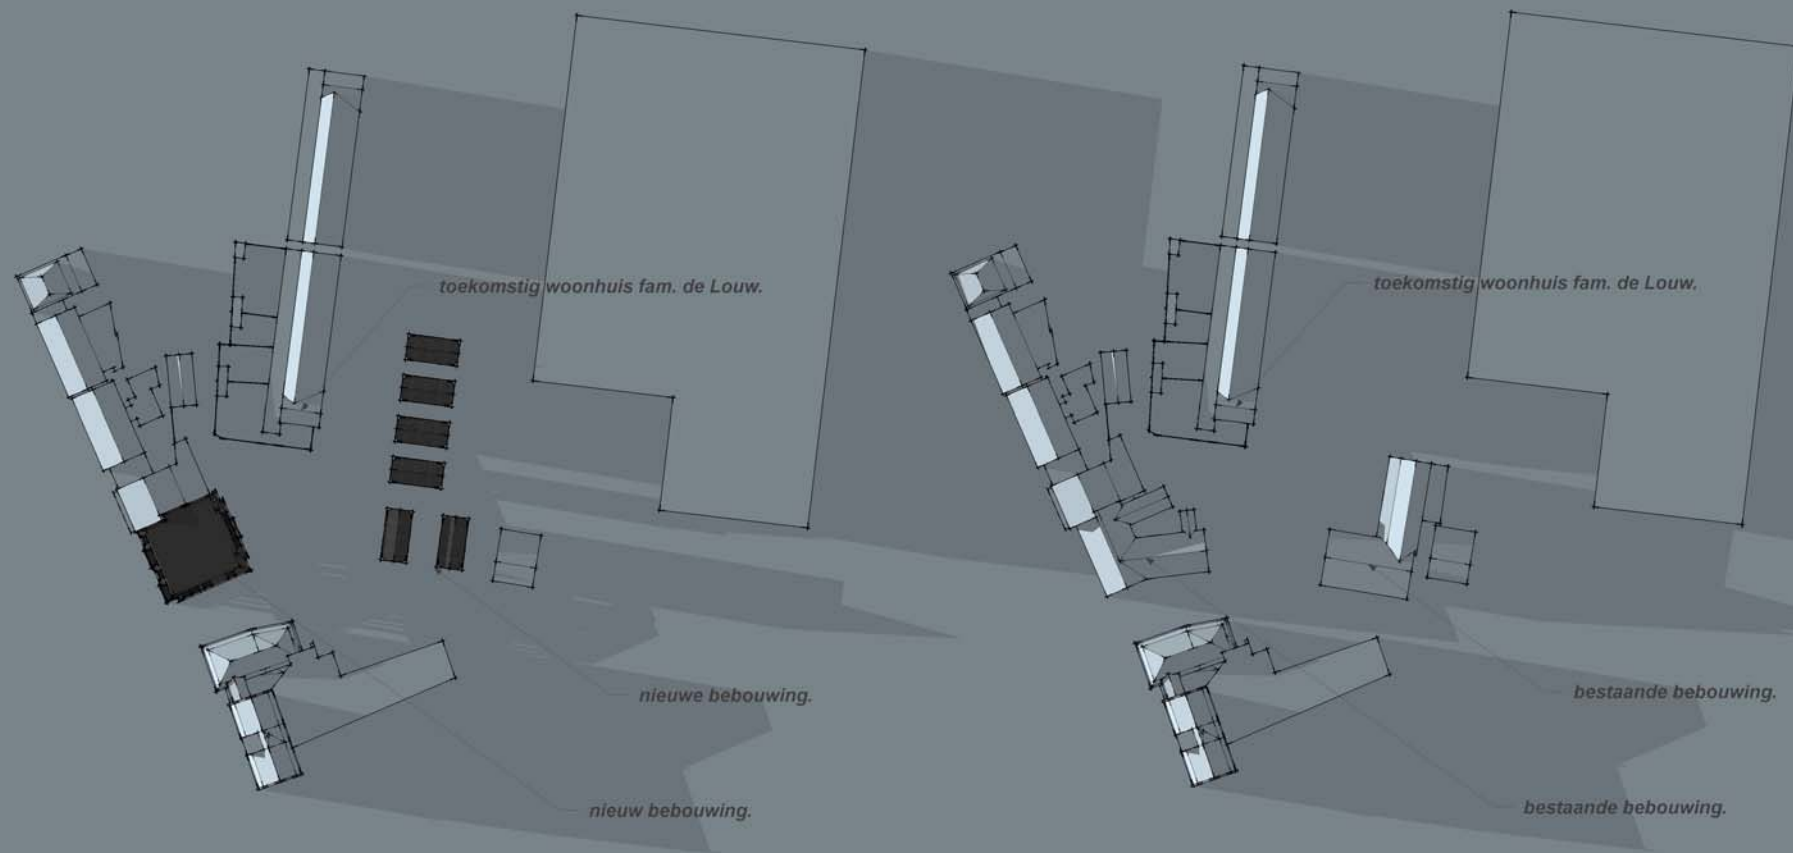 toekomstig woonhuis fam. de Louw.
nieuwe bebouwing.
nieuw bebouwing.
toekomstig woonhuis fam. de Louw.
bestaande bebouwing.
bestaande bebouwing.